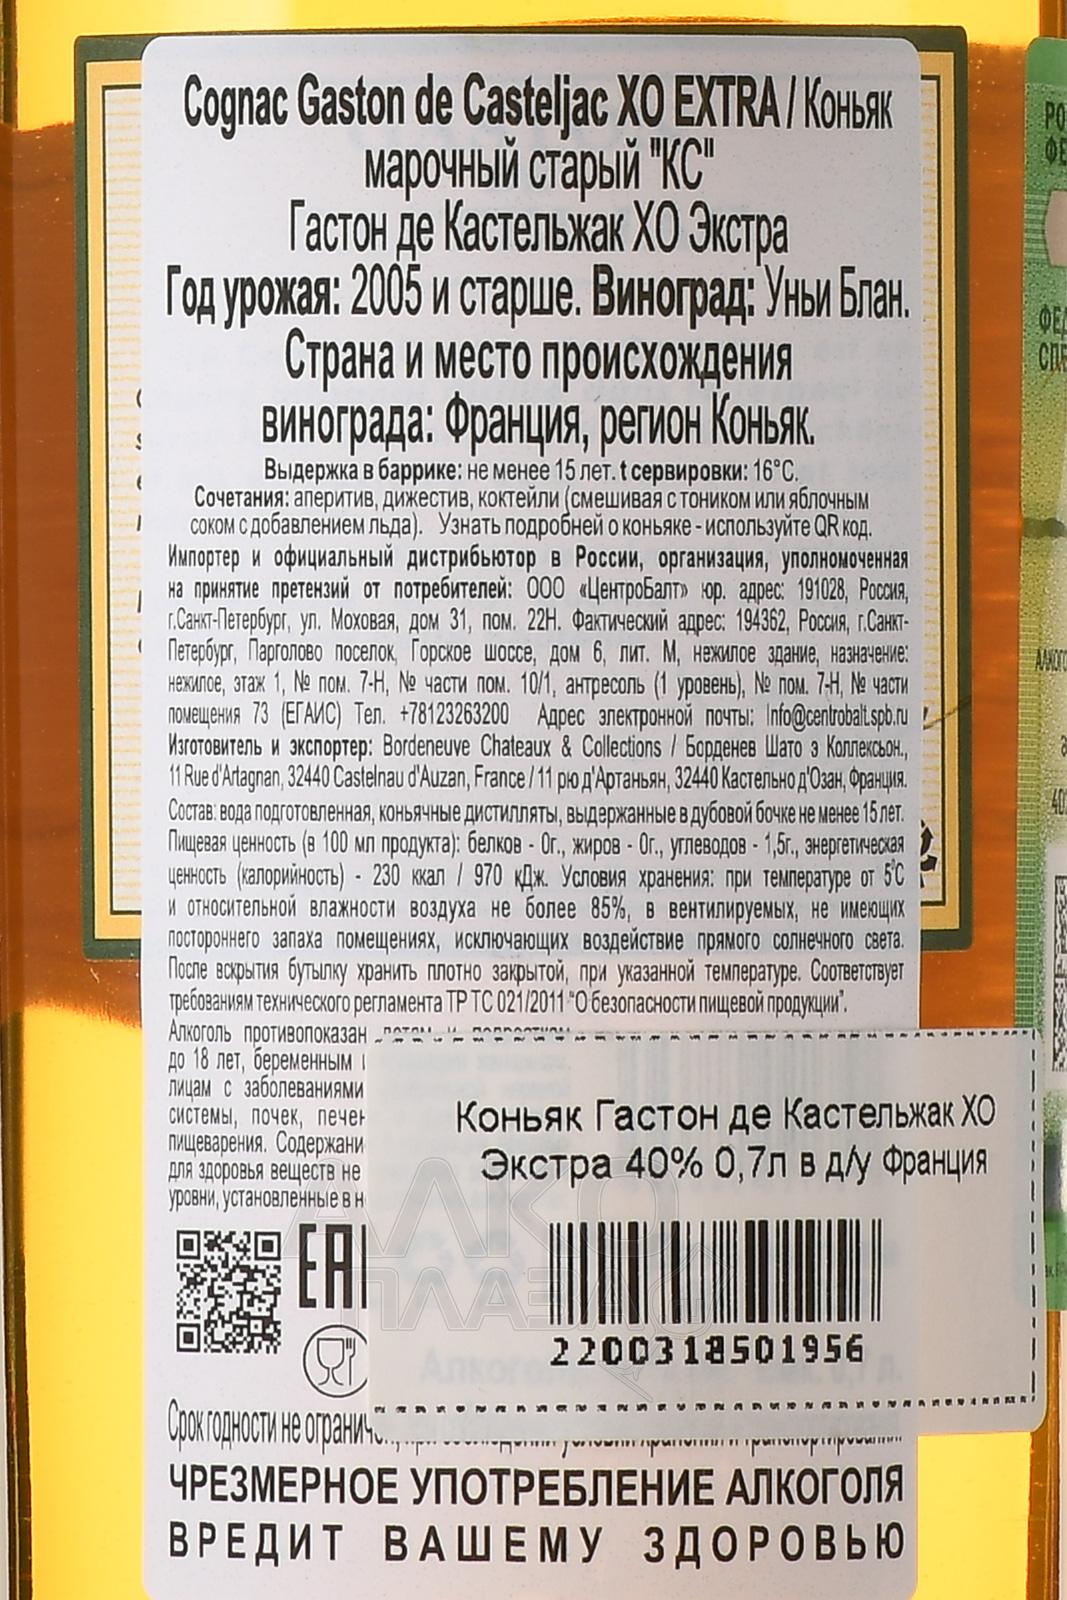 Cognac Gaston de Casteljac XO EXTRA / Коньяк
марочный старый "КС"
Гастон де Кастельжак ХО Экстра
Год урожая: 2005 и старше. Виноград: Уньи Блан.
Страна и место происхождения
винограда: Франция, регион Коньяк.
Выдержка в баррике: не менее 15 лет. t сервировки: 16°C.
Сочетания: аперитив, дижестив, коктейли (смешивая с тоником или яблочным
соком с добавлением льда). Узнать подробней о коньяке - используйте QR код.
Импортер и официальный дистрибьютор в России, организация, уполномоченная
на принятие претензий от потребителей: ООО «ЦентроБалт» юр. адрес: 191028, Россия,
г.Санкт-Петербург, ул. Моховая, дом 31, пом. 22Н. Фактический адрес: 194362, Россия, г.Санкт-
Петербург, Парголово поселок, Горское шоссе, дом 6, лит. М, нежилое здание, назначение:
нежилое, этаж 1, № пом. 7-Н, № части пом. 10/1, антресоль (1 уровень), № пом. 7-Н, № части
помещения 73 (ЕГАИС) Тел. +78123263200 Адрес электронной почты: Info@centrobalt.spb.ru
Изготовитель и экспортер: Bordeneuve Chateaux & Collections / Борденев Шато э Коллексьон.,
11 Rue d'Artagnan, 32440 Castelnau d'Auzan, France / 11 рю д'Артаньян, 32440 Кастельно д'Озан, Франция.
Состав: вода подготовленная, коньячные дистилляты, выдержанные в дубовой бочке не менее 15 лет.
Пищевая ценность (в 100 мл продукта): белков - 0г., жиров - 0г., углеводов - 1,5г., энергетическая
ценность (калорийность) - 230 ккал / 970 кДж. Условия хранения: при температуре от 5°С
и относительной влажности воздуха не более 85%, в вентилируемых, не имеющих
постороннего запаха помещениях, исключающих воздействие прямого солнечного света.
После вскрытия бутылку хранить плотно закрытой, при указанной температуре. Соответствует
требованиям технического регламента ТР ТС 021/2011 "О безопасности пищевой продукции".
Алкоголь противопоказан детям и подросткам
до 18 лет, беременным
лицам с заболеваниями
системы, почек, печен
пищеварения. Содержани
для здоровья веществ не
уровни, установленные в н
EAC
Коньяк Гастон де Кастельжак ХО
Экстра 40% 0,7л в д/у Франция
2200318501956
АЛКО
ПЛАЗА
Срок годности не огранич
ЧРЕЗМЕРНОЕ УПОТРЕБЛЕНИЕ АЛКОГОЛЯ
ВРЕДИТ ВАШЕМУ ЗДОРОВЬЮ